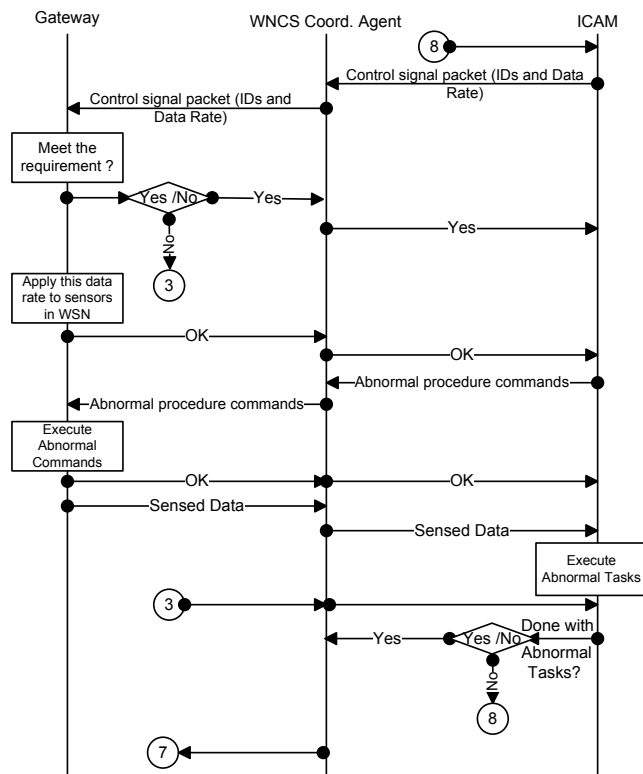 Gateway
WNCS Coord. Agent
ICAM
8
Control signal packet (IDs and Data
Rate)
Control signal packet (IDs and
Data Rate)
Meet the
requirement ?
Yes /No
Yes
No
Yes
3
Apply this data
rate to sensors
in WSN
OK
OK
Abnormal procedure commands
Abnormal procedure commands
Execute
Abnormal
Commands
OK
OK
Sensed Data
Sensed Data
Execute
Abnormal Tasks
3
Yes
Yes /No
Done with
Abnormal
Tasks?
No
8
7